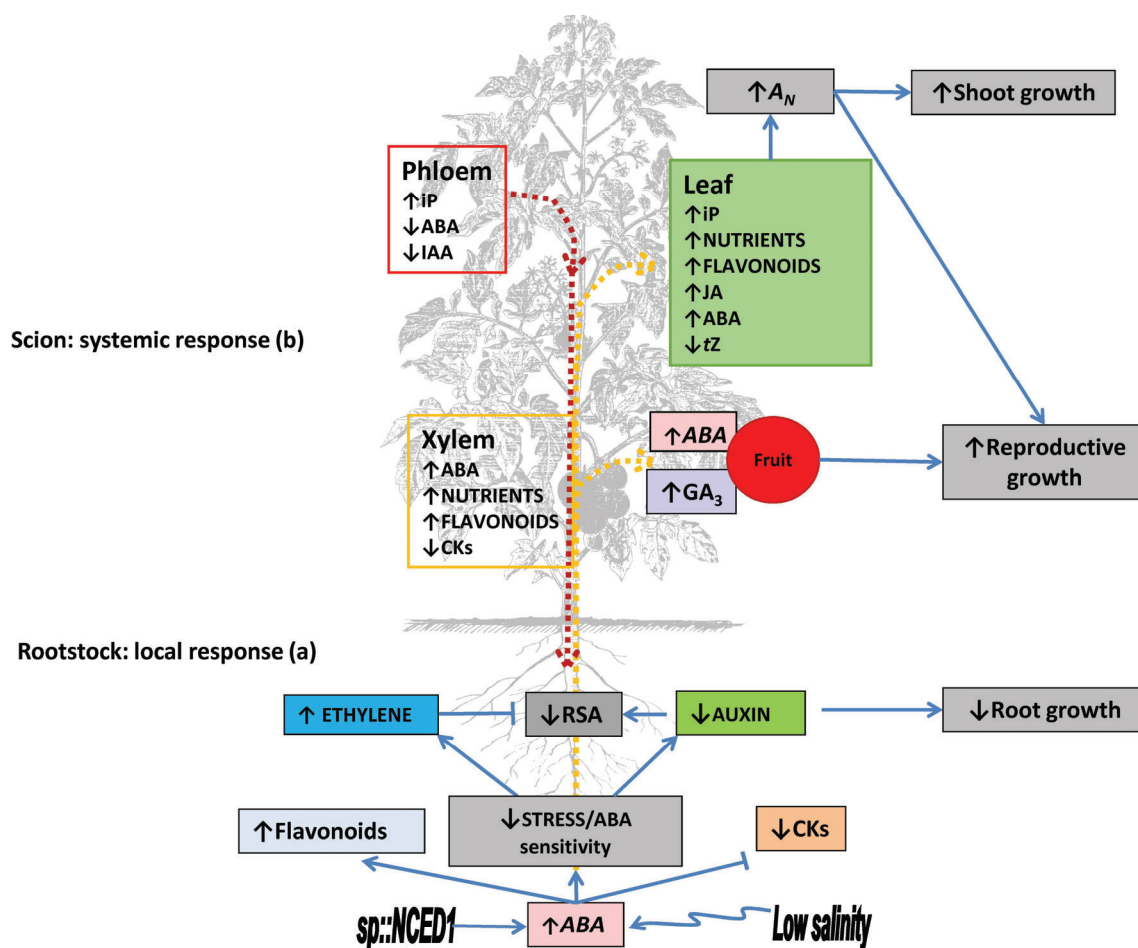 ↑A_N
↑Shoot growth
Phloem
↑iP
↓ABA
↓IAA
Leaf
↑iP
↑NUTRIENTS
↑FLAVONOIDS
↑JA
↑ABA
↓tZ
Scion: systemic response (b)
Xylem
↑ABA
↑NUTRIENTS
↑FLAVONOIDS
↓CKs
↑ABA
Fruit
↑GA₃
↑Reproductive
growth
Rootstock: local response (a)
↑ ETHYLENE
↓RSA
↓AUXIN
↓Root growth
↑Flavonoids
↓STRESS/ABA
sensitivity
↓CKs
sp::NCED1
↑ABA
Low salinity